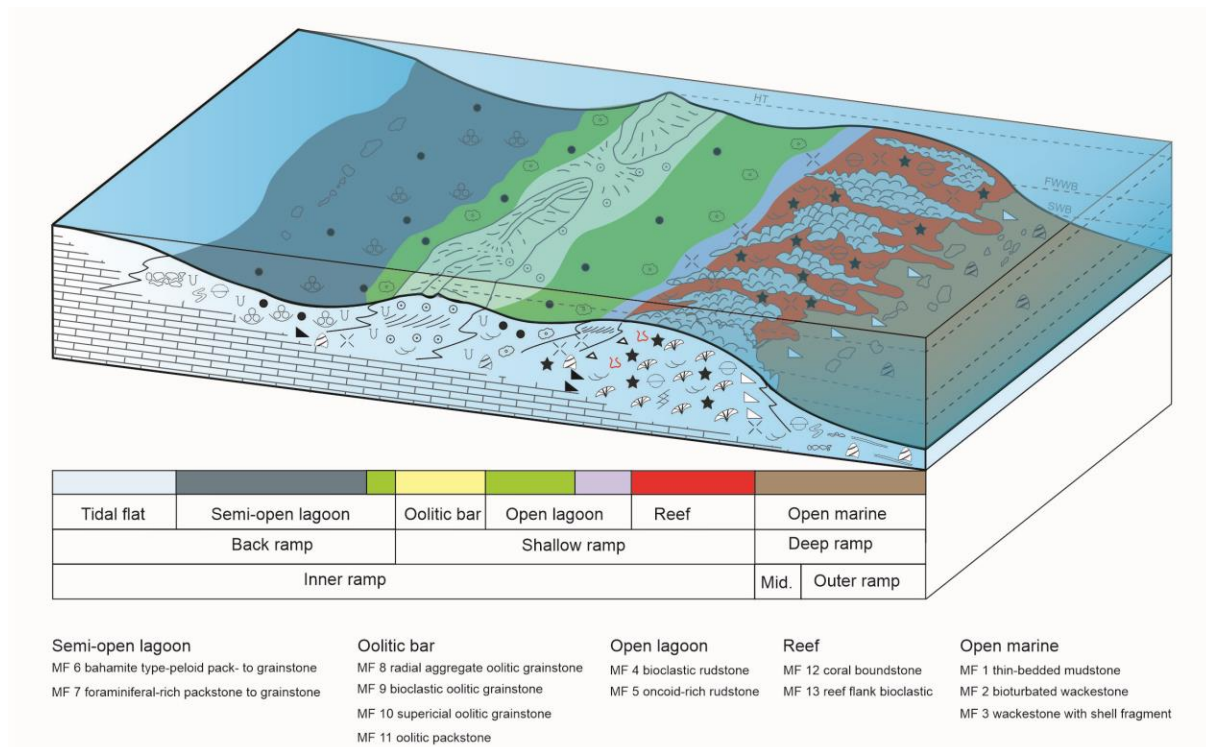 HT
FWWB
SWB
Tidal flat
Semi-open lagoon
Oolitic bar
Open lagoon
Reef
Open marine
Back ramp
Shallow ramp
Deep ramp
Inner ramp
Mid.
Outer ramp
Semi-open lagoon
MF 6 bahamite type-peloid pack- to grainstone
MF 7 foraminiferal-rich packstone to grainstone
Oolitic bar
MF 8 radial aggregate oolitic grainstone
MF 9 bioclastic oolitic grainstone
MF 10 supericial oolitic grainstone
MF 11 oolitic packstone
Open lagoon
MF 4 bioclastic rudstone
MF 5 oncoid-rich rudstone
Reef
MF 12 coral boundstone
MF 13 reef flank bioclastic
Open marine
MF 1 thin-bedded mudstone
MF 2 bioturbated wackestone
MF 3 wackestone with shell fragment